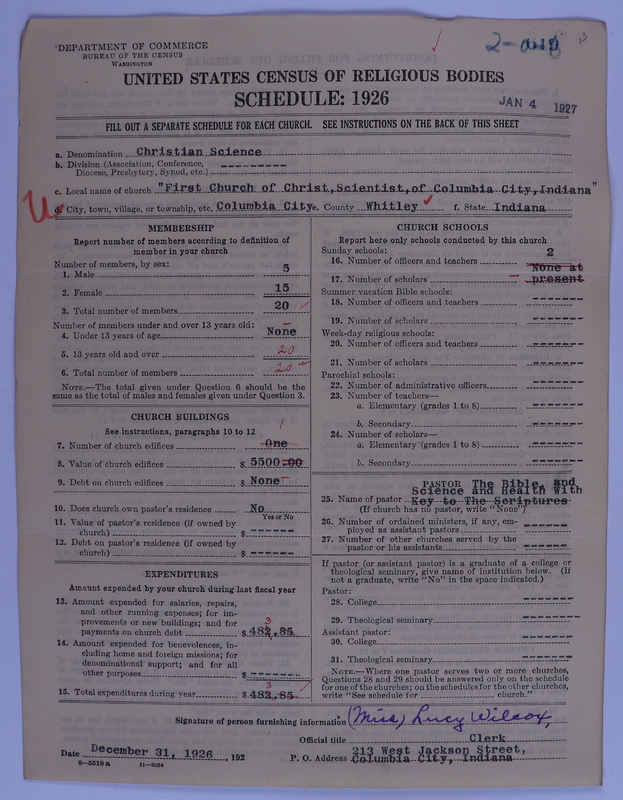 DEPARTMENT OF COMMERCE
BUREAU OF THE CENSUS
WASHINGTON
UNITED STATES CENSUS OF RELIGIOUS BODIES
SCHEDULE: 1926
JAN 4 1927
FILL OUT A SEPARATE SCHEDULE FOR EACH CHURCH. SEE INSTRUCTIONS ON THE BACK OF THIS SHEET
a. Denomination Christian Science
b. Division (Association, Conference, Diocese, Presbytery, Synod, etc.) ---------
c. Local name of church "First Church of Christ,Scientist,of Columbia City,Indiana"
d. City, town, village, or township, etc. Columbia City e. County Whitley f. State Indiana
MEMBERSHIP
Report number of members according to definition of
member in your church
Number of members, by sex:
1. Male 5
2. Female 15
3. Total number of members 20
Number of members under and over 13 years old:
4. Under 13 years of age None
5. 13 years old and over 20
6. Total number of members 20
NOTE.—The total given under Question 6 should be the
same as the total of males and females given under Question 3.
CHURCH BUILDINGS
See instructions, paragraphs 10 to 12
1
7. Number of church edifices One
8. Value of church edifices $ 5500.00
9. Debt on church edifices $ None
10. Does church own pastor's residence No
Yes or No
11. Value of pastor's residence (if owned by
church) $ ------
12. Debt on pastor's residence (if owned by
church) $ ------
EXPENDITURES
Amount expended by your church during last fiscal year
13. Amount expended for salaries, repairs,
and other running expenses; for im-
provements or new buildings; and for
payments on church debt $ 482.85
3
14. Amount expended for benevolences, in-
cluding home and foreign missions; for
denominational support; and for all
other purposes $ --------
15. Total expenditures during year $ 482.85
3
CHURCH SCHOOLS
Report here only schools conducted by this church
Sunday schools:
16. Number of officers and teachers 2
17. Number of scholars None at
present
Summer vacation Bible schools:
18. Number of officers and teachers -------
19. Number of scholars -------
Week-day religious schools:
20. Number of officers and teachers -------
21. Number of scholars -------
Parochial schools:
22. Number of administrative officers -------
23. Number of teachers—
a. Elementary (grades 1 to 8) -------
b. Secondary -------
24. Number of scholars—
a. Elementary (grades 1 to 8) -------
b. Secondary -------
PASTOR The Bible, and
Science and Health With
25. Name of pastor Key to The Scriptures
(If church has no pastor, write "None")
26. Number of ordained ministers, if any, em-
ployed as assistant pastors ------
27. Number of other churches served by the
pastor or his assistants ------
If pastor (or assistant pastor) is a graduate of a college or
theological seminary, give name of institution below. (If
not a graduate, write "No" in the space indicated.)
Pastor:
28. College -------
29. Theological seminary -------
Assistant pastor:
30. College -------
31. Theological seminary -------
NOTE.—Where one pastor serves two or more churches,
Questions 28 and 29 should be answered only on the schedule
for one of the churches; on the schedules for the other churches,
write "See schedule for church."
Signature of person furnishing information (Miss) Lucy Wilcox,
Official title Clerk
Date December 31, 1926, 192
P. O. Address 213 West Jackson Street,
Columbia City, Indiana
8—5518 a 11—9054